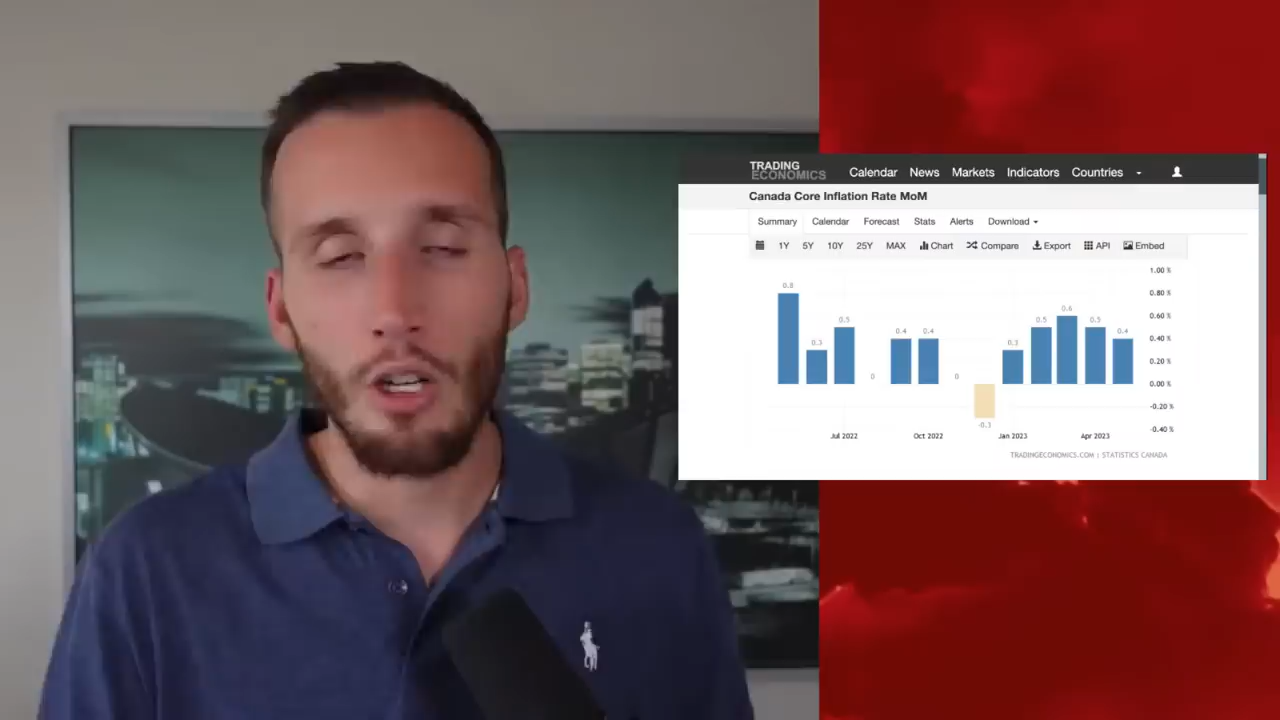 TRADING
ECONOMICS
Calendar News Markets Indicators Countries
Canada Core Inflation Rate MoM
Summary Calendar Forecast Stats Alerts Download
1Y 5Y 10Y 25Y MAX Chart Compare Export API Embed
1.00 %
0.80 %
0.60 %
0.40 %
0.20 %
0.00 %
-0.20 %
-0.40 %
0.8
0.3
0.5
0
0.4
0.4
0
-0.3
0.3
0.5
0.6
0.5
0.4
Jul 2022 Oct 2022 Jan 2023 Apr 2023
TRADINGECONOMICS.COM | STATISTICS CANADA